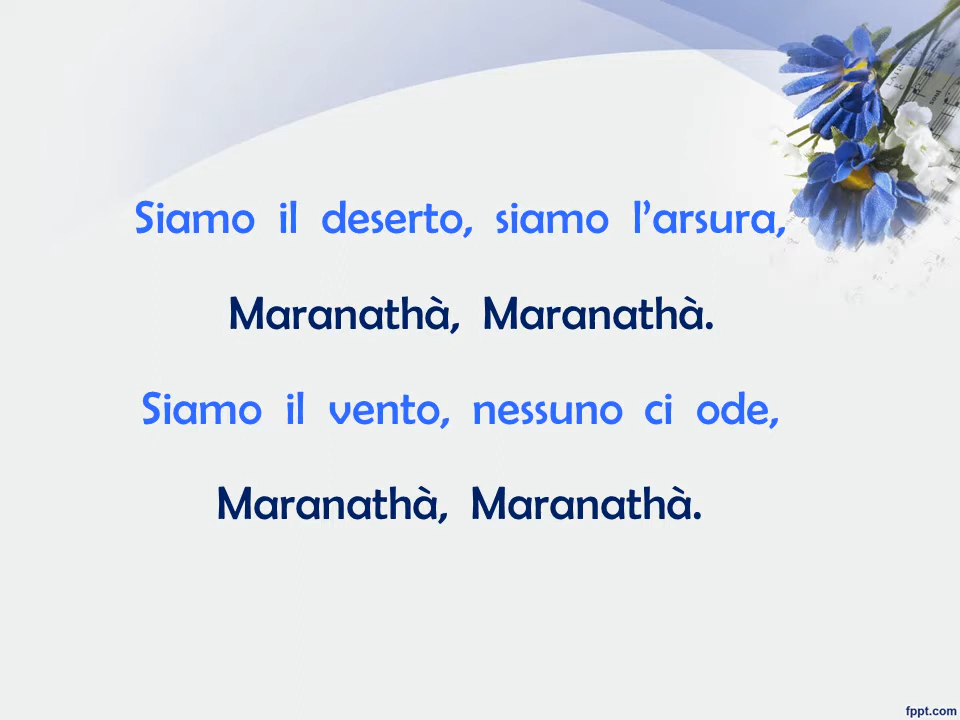 Siamo il deserto, siamo l'arsura,
Maranathà, Maranathà.
Siamo il vento, nessuno ci ode,
Maranathà, Maranathà.
fppt.com